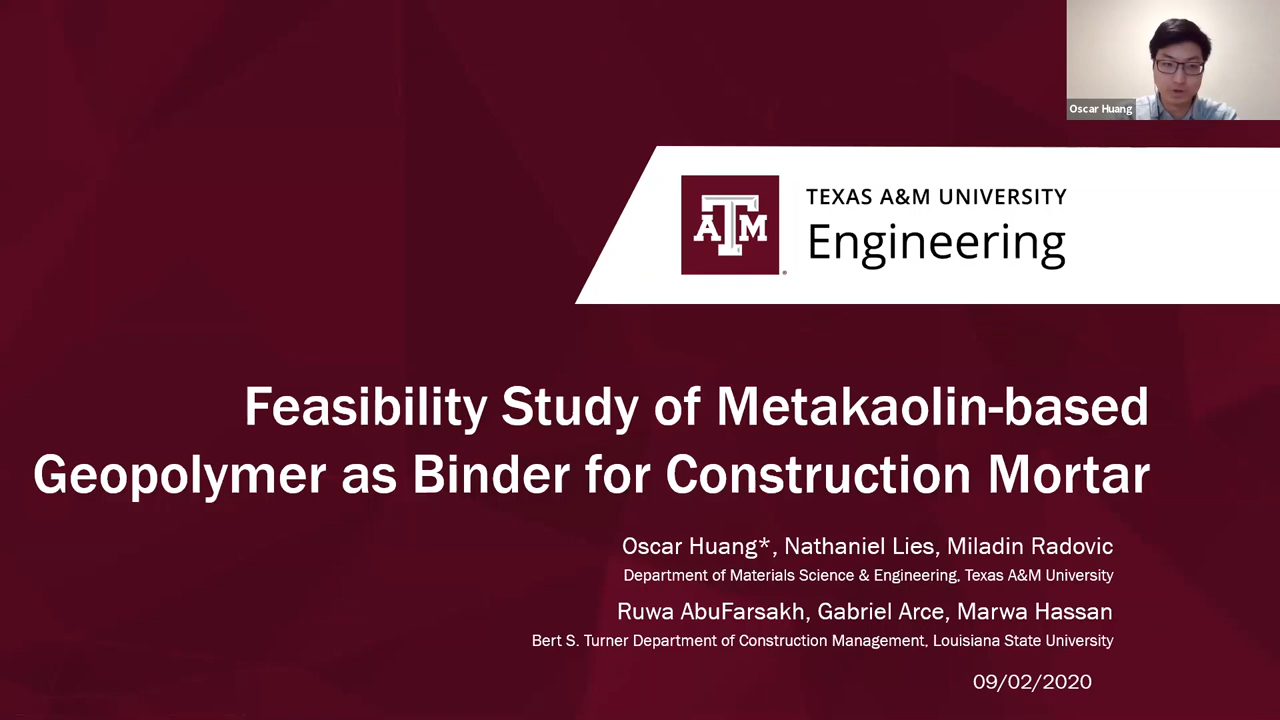 Oscar Huang
ATM
TEXAS A&M UNIVERSITY
Engineering
Feasibility Study of Metakaolin-based
Geopolymer as Binder for Construction Mortar
Oscar Huang*, Nathaniel Lies, Miladin Radovic
Department of Materials Science & Engineering, Texas A&M University
Ruwa AbuFarsakh, Gabriel Arce, Marwa Hassan
Bert S. Turner Department of Construction Management, Louisiana State University
09/02/2020